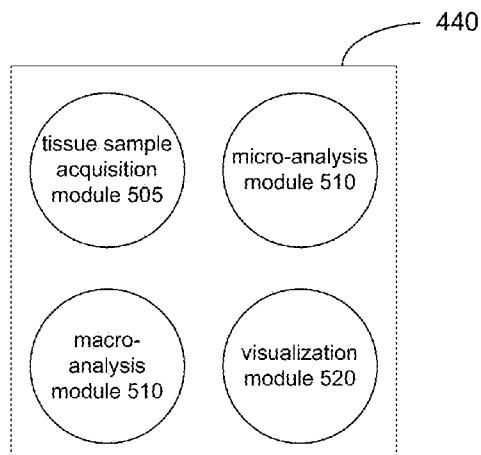 440
tissue sample
acquisition
module 505
micro-analysis
module 510
macro-
analysis
module 510
visualization
module 520